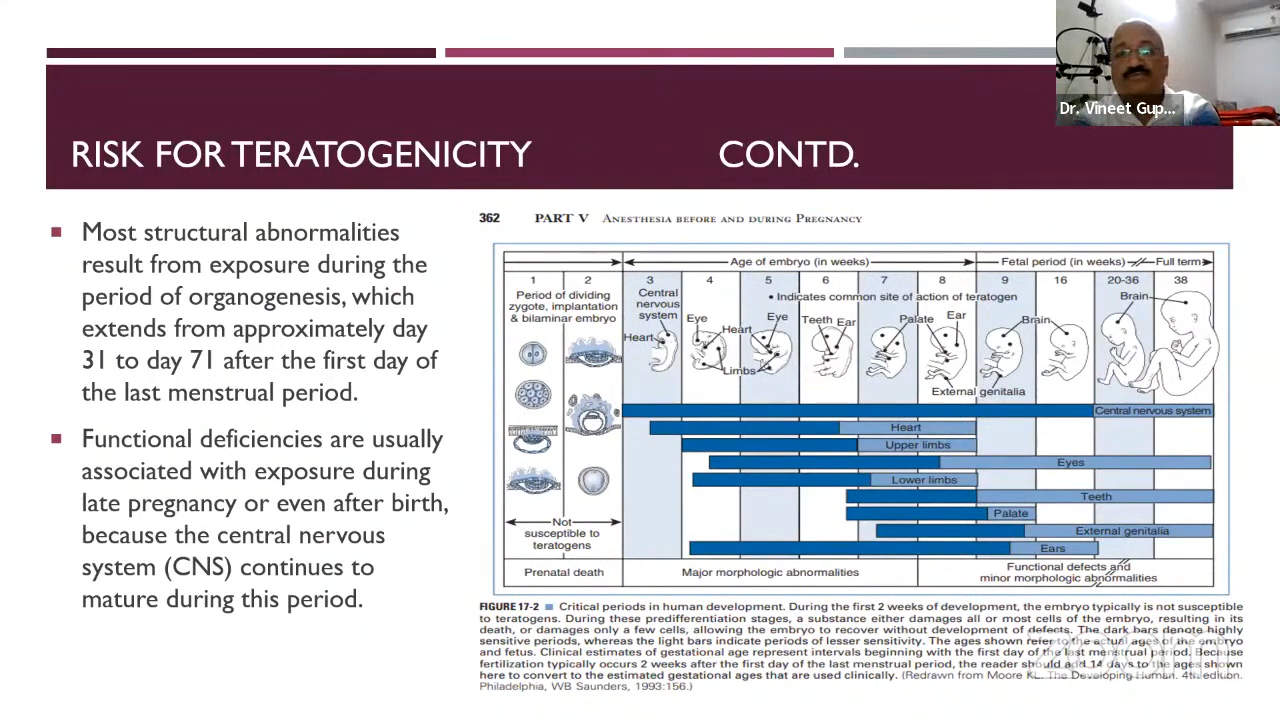 Dr. Vineet Gup...
RISK FOR TERATOGENICITY CONTD.
Most structural abnormalities
result from exposure during the
period of organogenesis, which
extends from approximately day
31 to day 71 after the first day of
the last menstrual period.
Functional deficiencies are usually
associated with exposure during
late pregnancy or even after birth,
because the central nervous
system (CNS) continues to
mature during this period.
362 PART V ANESTHESIA BEFORE AND DURING PREGNANCY
Age of embryo (in weeks) Fetal period (in weeks) Full term
1 2 3 4 5 6 7 8 9 16 20-36 38
Period of dividing
zygote, implantation
& bilaminar embryo
Central
nervous
system
Heart
• Indicates common site of action of teratogen
Eye
Heart
Limbs
Eye
Teeth Ear
Palate
Ear
External genitalia
Brain
Brain
Central nervous system
Heart
Upper limbs
Eyes
Lower limbs
Teeth
Palate
External genitalia
Ears
Not
susceptible to
teratogens
Prenatal death
Major morphologic abnormalities
Functional defects and
minor morphologic abnormalities
FIGURE 17-2 Critical periods in human development. During the first 2 weeks of development, the embryo typically is not susceptible
to teratogens. During these predifferentiation stages, a substance either damages all or most cells of the embryo, resulting in its
death, or damages only a few cells, allowing the embryo to recover without development of defects. The dark bars denote highly
sensitive periods, whereas the light bars indicate periods of lesser sensitivity. The ages shown refer to the actual ages of the embryo
and fetus. Clinical estimates of gestational age represent intervals beginning with the first day of the last menstrual period. Because
fertilization typically occurs 2 weeks after the first day of the last menstrual period, the reader should add 14 days to the ages shown
here to convert to the estimated gestational ages that are used clinically. (Redrawn from Moore KL. The Developing Human. 4th edition.
Philadelphia, WB Saunders, 1993:156.)
zoom